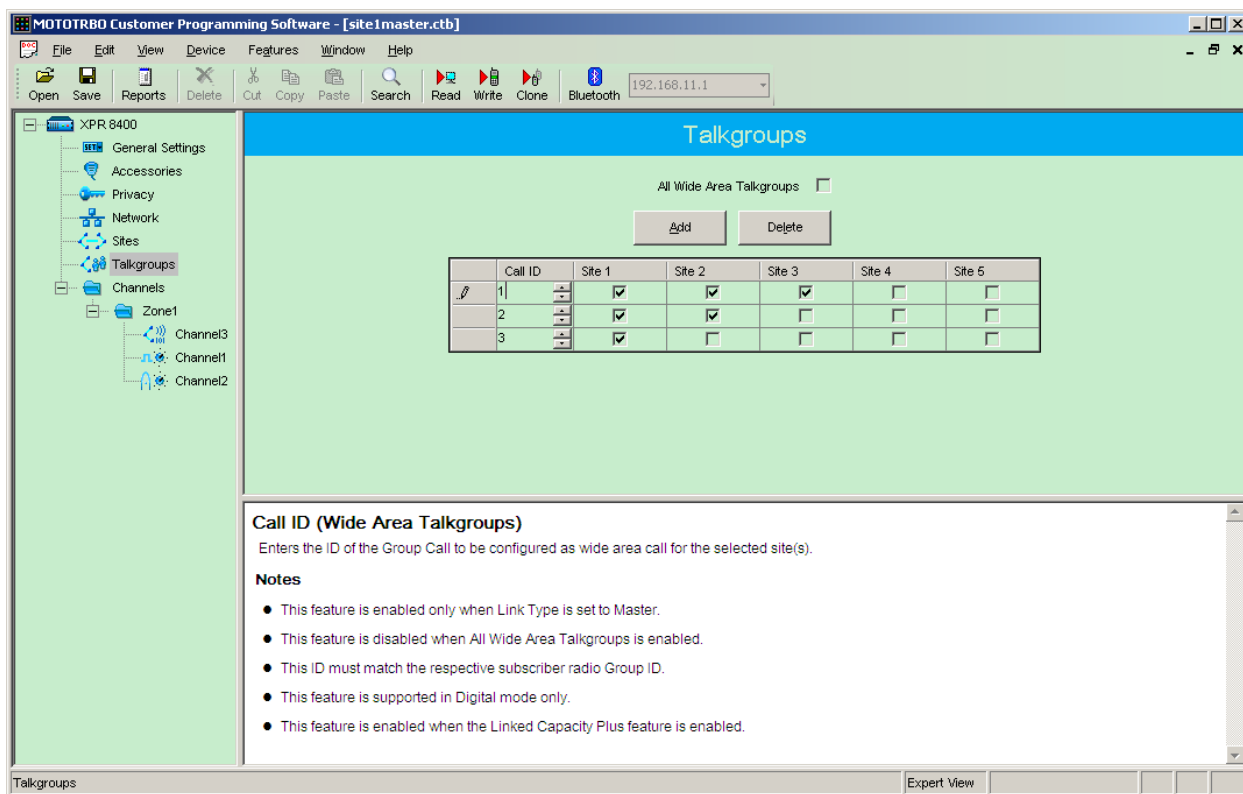 MOTOTRBO Customer Programming Software - [site1master.ctb]
File Edit View Device Features Window Help
Open Save Reports Delete Cut Copy Paste Search Read Write Clone Bluetooth 192.168.11.1
XPR 8400
General Settings
Accessories
Privacy
Network
Sites
Talkgroups
Channels
Zone1
Channel3
Channel1
Channel2
Talkgroups
All Wide Area Talkgroups
Add Delete
Call ID Site 1 Site 2 Site 3 Site 4 Site 5
1
2
3
Call ID (Wide Area Talkgroups)
Enters the ID of the Group Call to be configured as wide area call for the selected site(s).
Notes
● This feature is enabled only when Link Type is set to Master.
● This feature is disabled when All Wide Area Talkgroups is enabled.
● This ID must match the respective subscriber radio Group ID.
● This feature is supported in Digital mode only.
● This feature is enabled when the Linked Capacity Plus feature is enabled.
Talkgroups Expert View